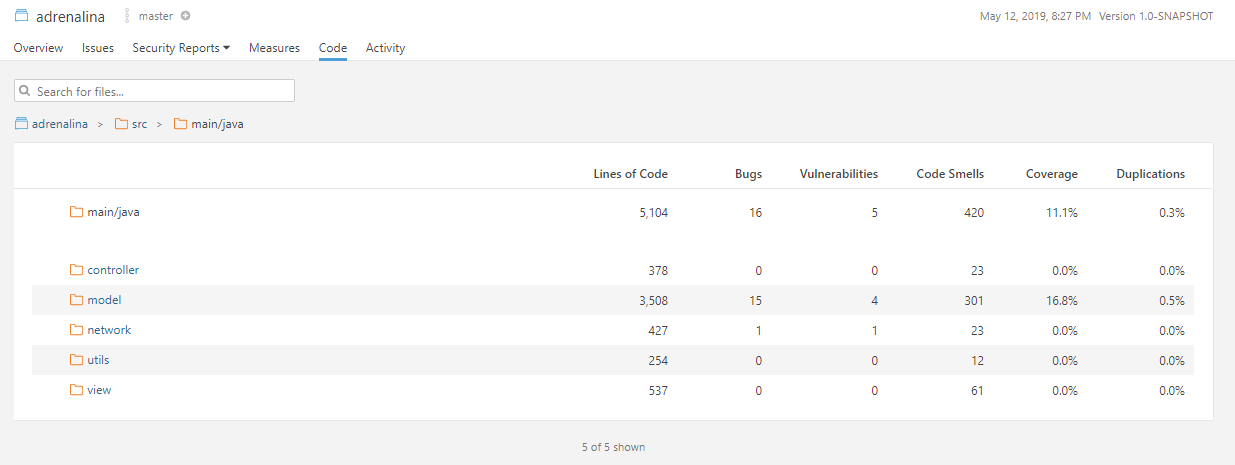 adrenalina master May 12, 2019, 8:27 PM Version 1.0-SNAPSHOT
Overview Issues Security Reports Measures Code Activity
Search for files...
adrenalina > src > main/java
Lines of Code Bugs Vulnerabilities Code Smells Coverage Duplications
main/java 5,104 16 5 420 11.1% 0.3%
controller 378 0 0 23 0.0% 0.0%
model 3,508 15 4 301 16.8% 0.5%
network 427 1 1 23 0.0% 0.0%
utils 254 0 0 12 0.0% 0.0%
view 537 0 0 61 0.0% 0.0%
5 of 5 shown